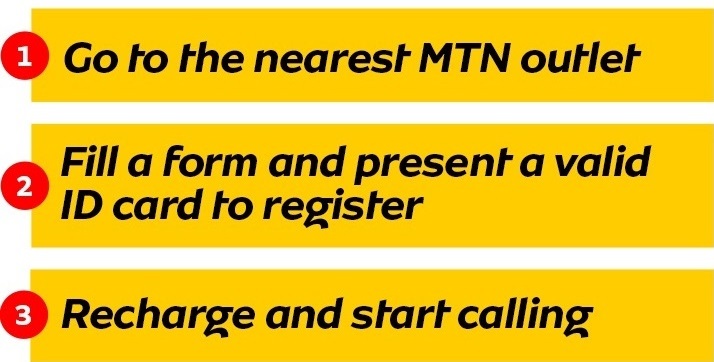 1
Go to the nearest MTN outlet
2
Fill a form and present a valid
ID card to register
3
Recharge and start calling